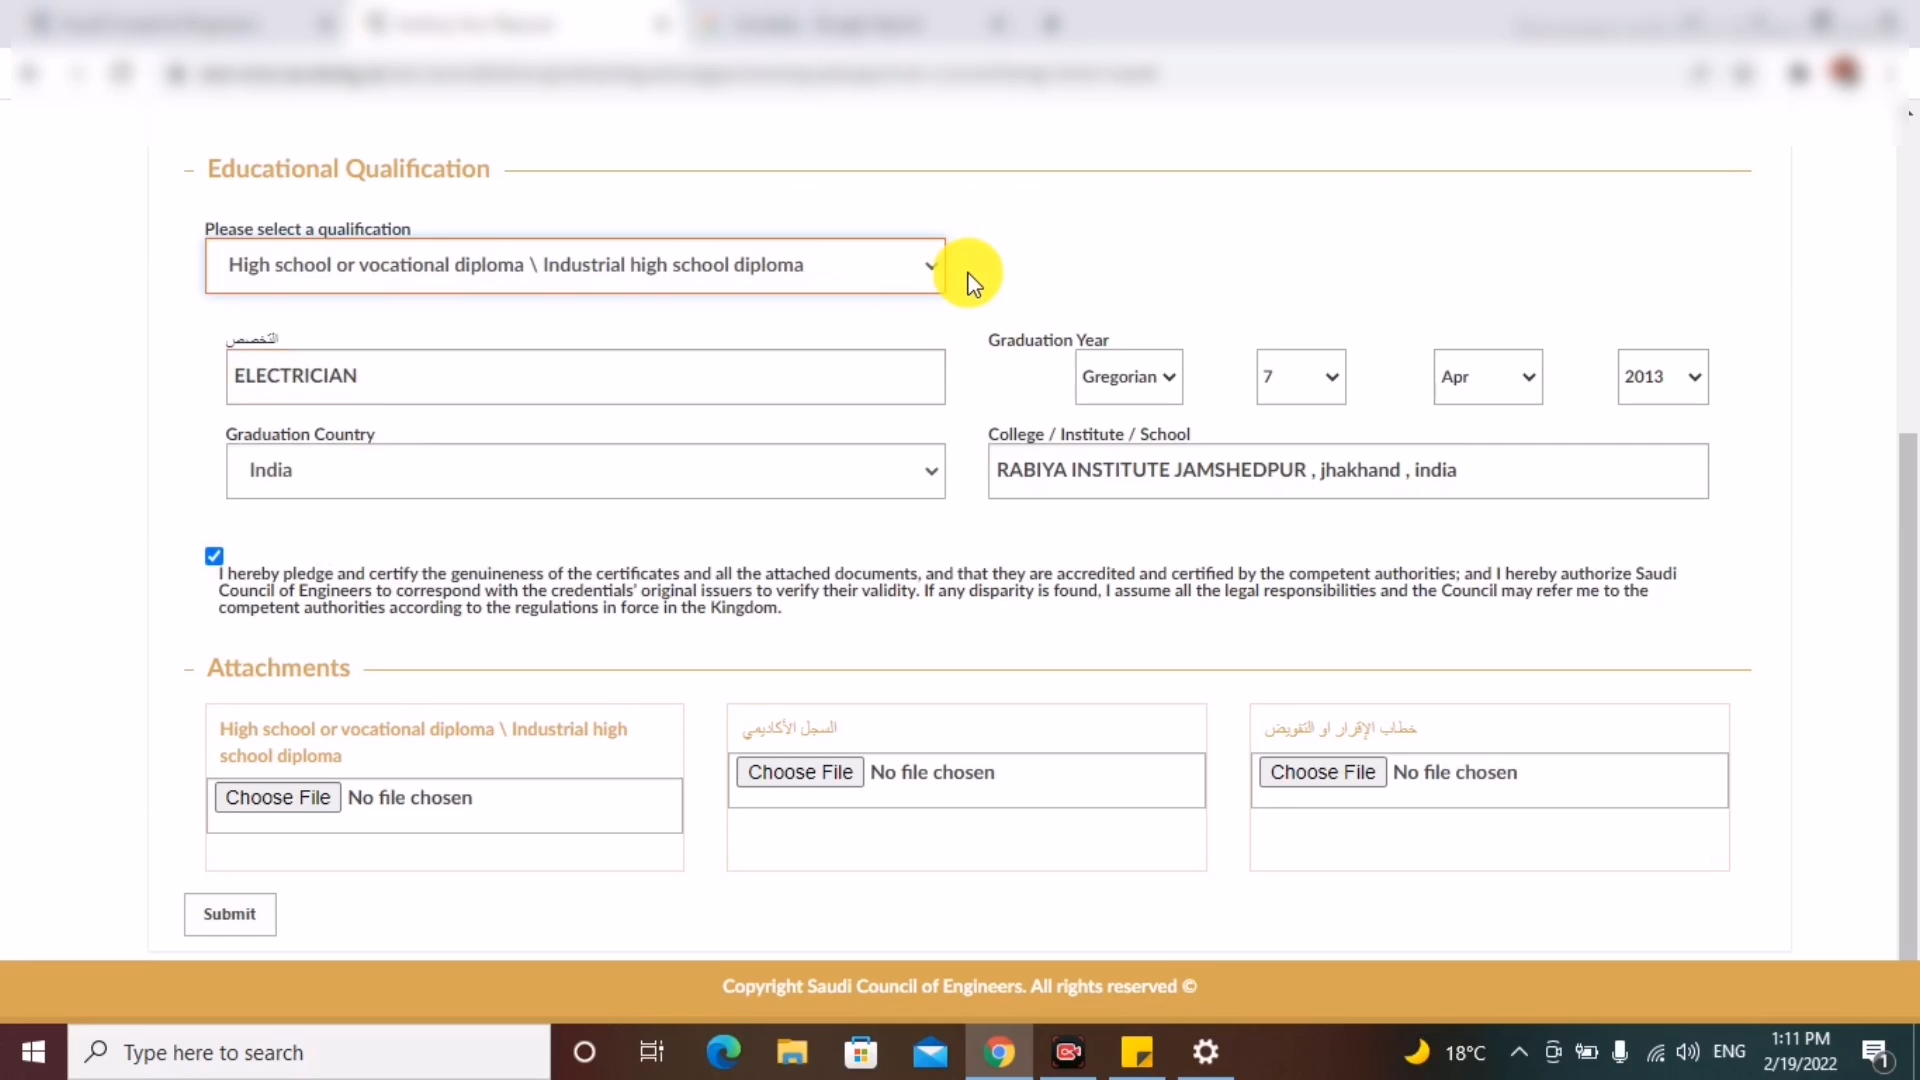 Educational Qualification
Please select a qualification
High school or vocational diploma \ Industrial high school diploma
التخصص
Graduation Year
ELECTRICIAN
Gregorian
7
Apr
2013
Graduation Country
College / Institute / School
India
RABIYA INSTITUTE JAMSHEDPUR , jhakhand , india
I hereby pledge and certify the genuineness of the certificates and all the attached documents, and that they are accredited and certified by the competent authorities; and I hereby authorize Saudi
Council of Engineers to correspond with the credentials' original issuers to verify their validity. If any disparity is found, I assume all the legal responsibilities and the Council may refer me to the
competent authorities according to the regulations in force in the Kingdom.
Attachments
High school or vocational diploma \ Industrial high
school diploma
Choose File No file chosen
السجل الأكاديمي
Choose File No file chosen
خطاب الإقرار او التفويض
Choose File No file chosen
Submit
Copyright Saudi Council of Engineers. All rights reserved ©
Type here to search
18°C
ENG
1:11 PM
2/19/2022
1